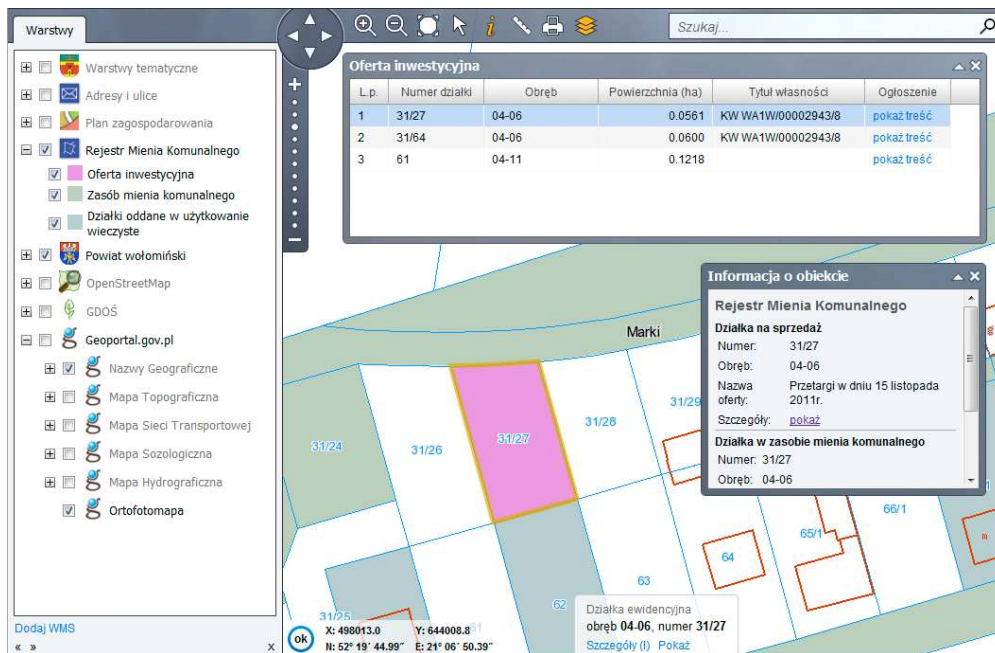 Warstwy
Szukaj...
Warstwy tematyczne
Adresy i ulice
Plan zagospodarowania
Rejestr Mienia Komunalnego
Oferta inwestycyjna
Zasób mienia komunalnego
Działki oddane w użytkowanie
wieczyste
Powiat wołomiński
OpenStreetMap
GDOŚ
Geoportal.gov.pl
Nazwy Geograficzne
Mapa Topograficzna
Mapa Sieci Transportowej
Mapa Sozologiczna
Mapa Hydrograficzna
Ortofotomapa
Dodaj WMS
« » x
Oferta inwestycyjna
L.p. Numer działki Obręb Powierzchnia (ha) Tytuł własności Ogłoszenie
1 31/27 04-06 0.0561 KW WA1W/00002943/8 pokaż treść
2 31/64 04-06 0.0600 KW WA1W/00002943/8 pokaż treść
3 61 04-11 0.1218 pokaż treść
Informacja o obiekcie
Rejestr Mienia Komunalnego
Działka na sprzedaż
Numer: 31/27
Obręb: 04-06
Nazwa oferty: Przetargi w dniu 15 listopada 2011r.
Szczegóły: pokaż
Działka w zasobie mienia komunalnego
Numer: 31/27
Obręb: 04-06
Marki
31/24
31/26
31/27
31/28
31/29
66/1
65/1
64
63
62
61
31/25
ok
X: 498013.0 Y: 644008.8
N: 52° 19' 44.99" E: 21° 06' 50.39"
Działka ewidencyjna
obręb 04-06, numer 31/27
Szczegóły (I) Pokaż